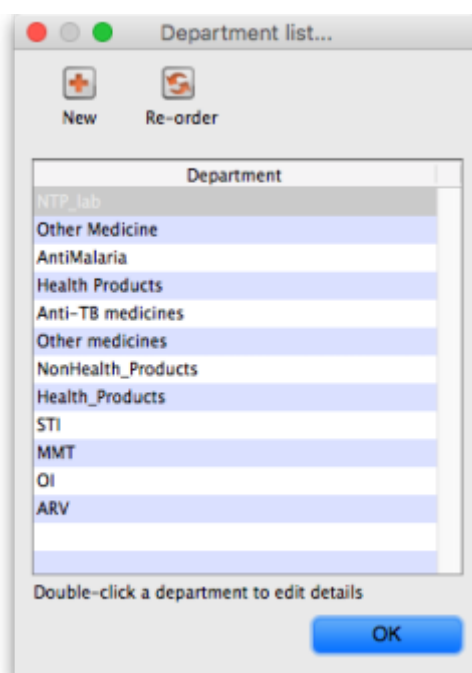 Department list...
New Re-order
Department
NTP_lab
Other Medicine
AntiMalaria
Health Products
Anti-TB medicines
Other medicines
NonHealth_Products
Health_Products
STI
MMT
OI
ARV
Double-click a department to edit details
OK